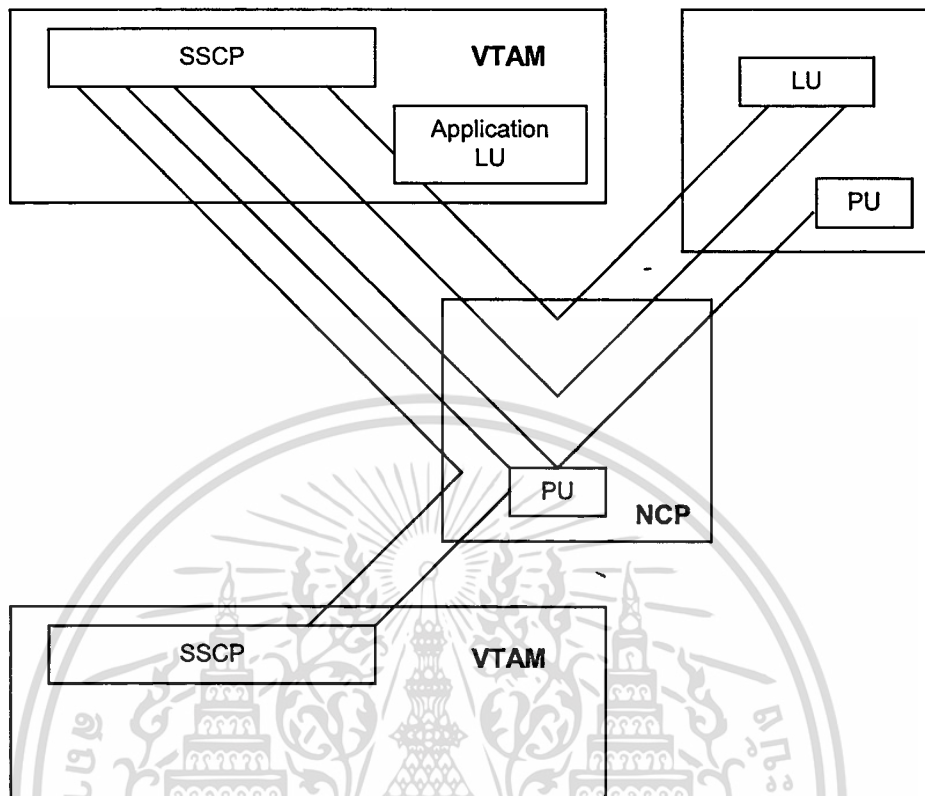 SSCP
VTAM
Application
LU
LU
PU
PU
NCP
SSCP
VTAM